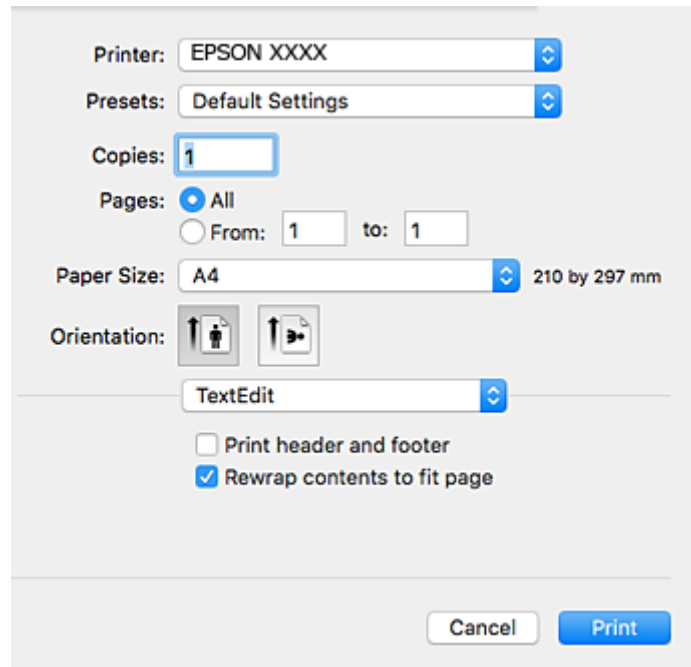 Printer: EPSON XXXX
Presets: Default Settings
Copies: 1
Pages: All
From: 1 to: 1
Paper Size: A4 210 by 297 mm
Orientation:
TextEdit
Print header and footer
Rewrap contents to fit page
Cancel Print